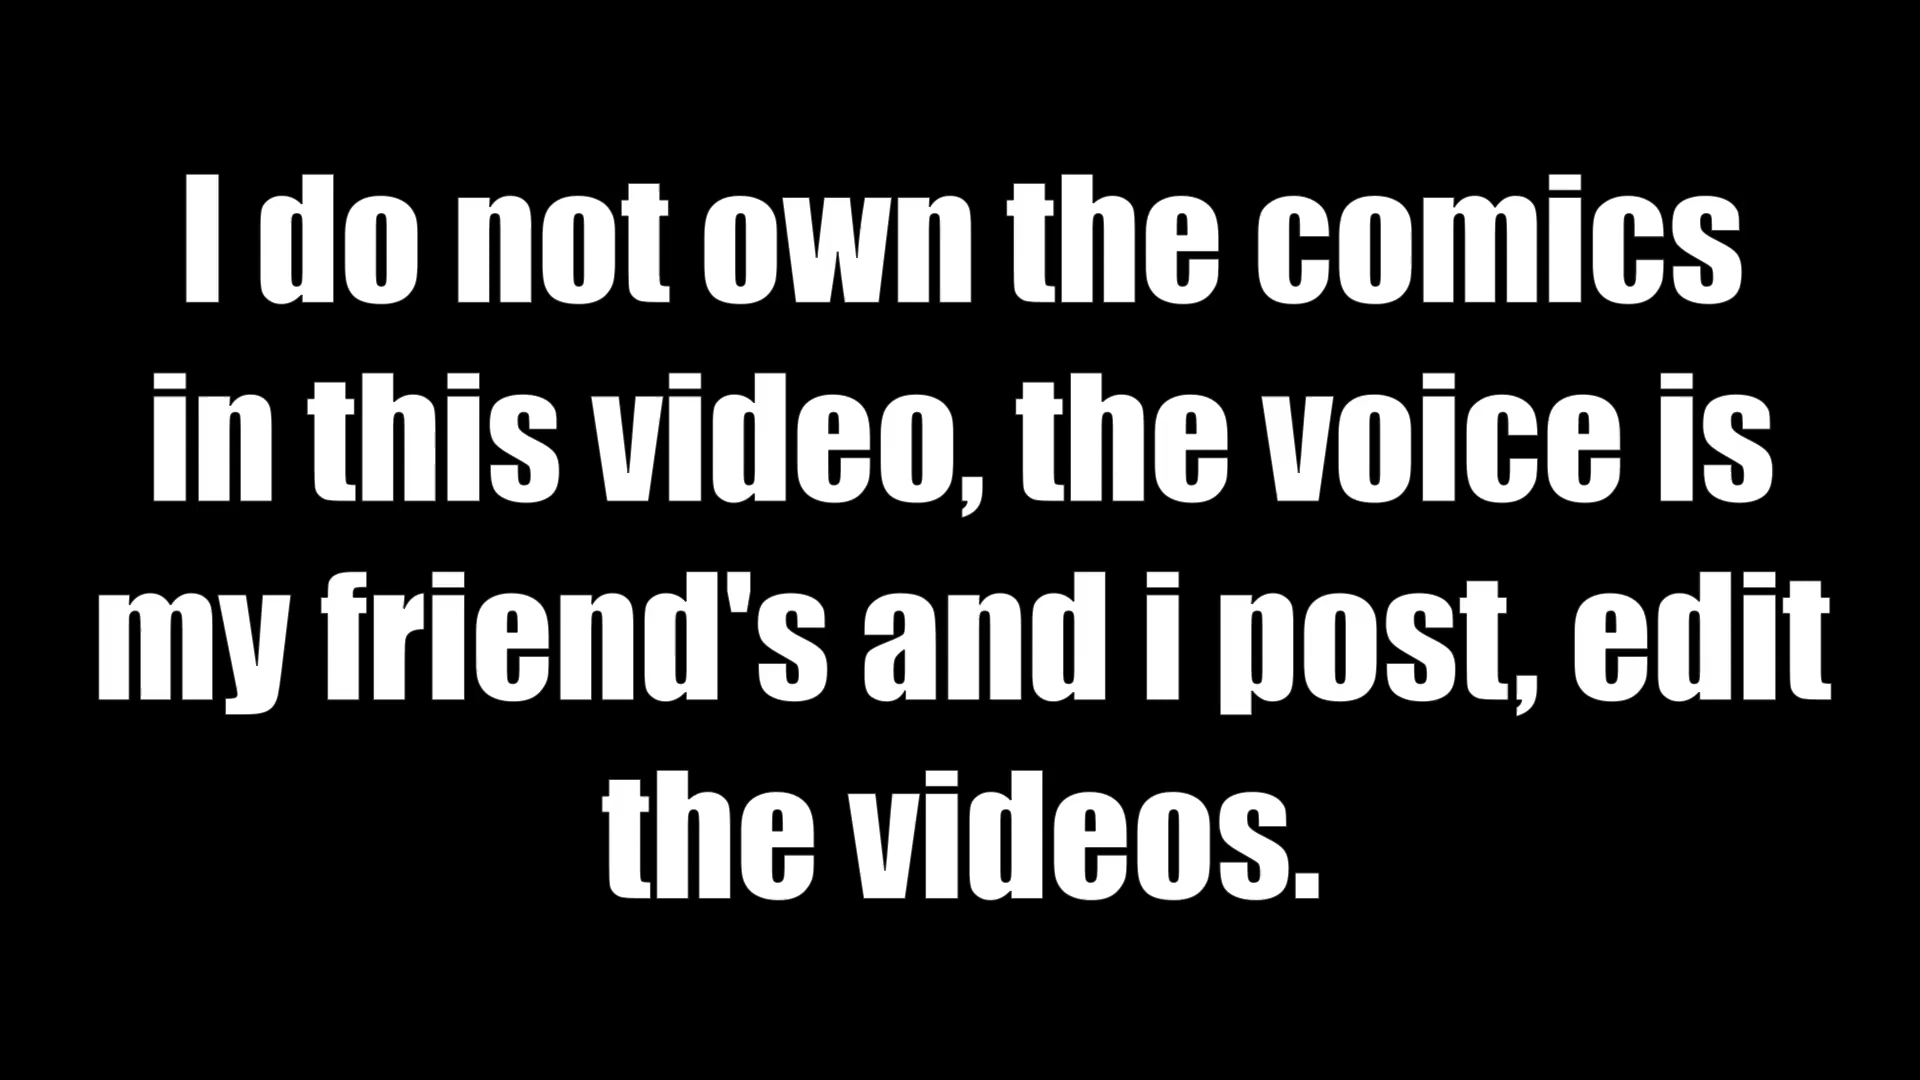 I do not own the comics
in this video, the voice is
my friend's and i post, edit
the videos.